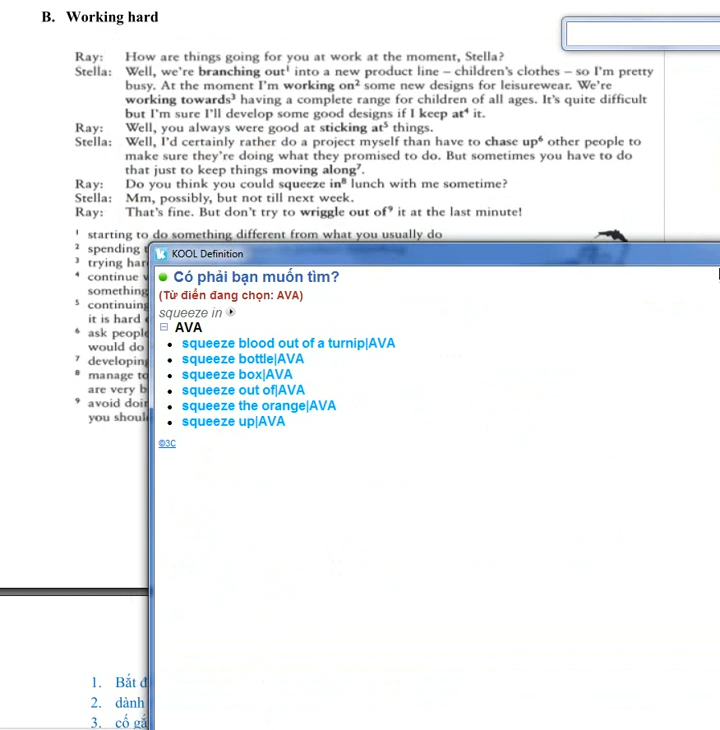 B. Working hard
Ray: How are things going for you at work at the moment, Stella?
Stella: Well, we're branching out¹ into a new product line – children's clothes – so I'm pretty
busy. At the moment I'm working on² some new designs for leisurewear. We're
working towards³ having a complete range for children of all ages. It's quite difficult
but I'm sure I'll develop some good designs if I keep at⁴ it.
Ray: Well, you always were good at sticking at⁵ things.
Stella: Well, I'd certainly rather do a project myself than have to chase up⁶ other people to
make sure they're doing what they promised to do. But sometimes you have to do
that just to keep things moving along⁷.
Ray: Do you think you could squeeze in⁸ lunch with me sometime?
Stella: Mm, possibly, but not till next week.
Ray: That's fine. But don't try to wriggle out of⁹ it at the last minute!
¹ starting to do something different from what you usually do
² spending
³ trying
⁴ continue
something
⁵ continuing
it is hard
⁶ ask people
would do
⁷ developing
⁸ manage to
are very
⁹ avoid
you
KOOL Definition
Có phải bạn muốn tìm?
(Từ điển đang chọn: AVA)
squeeze in
AVA
• squeeze blood out of a turnip|AVA
• squeeze bottle|AVA
• squeeze box|AVA
• squeeze out of|AVA
• squeeze the orange|AVA
• squeeze up|AVA
©3C
1. Bắt
2. dành
3. cố